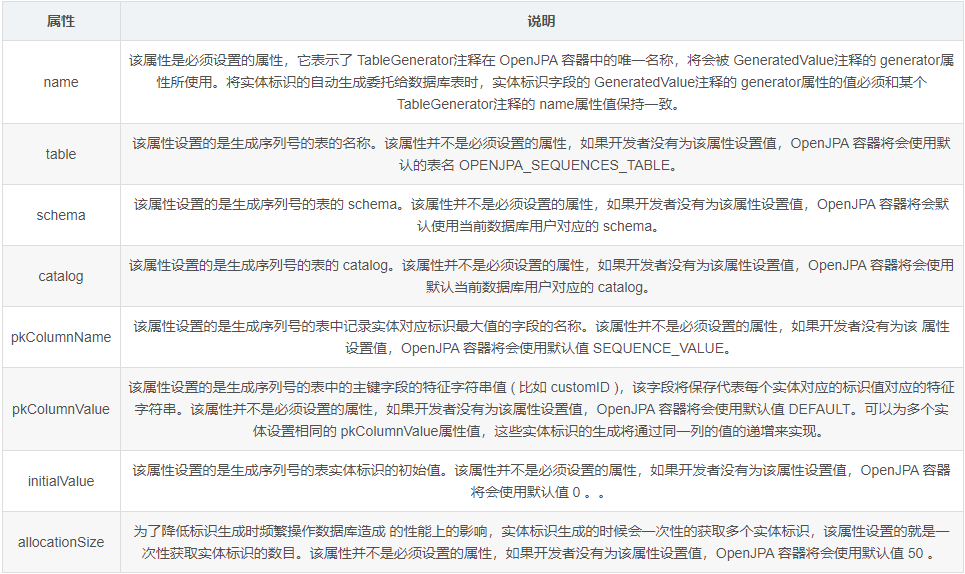 属性 说明
name
该属性是必须设置的属性，它表示了 TableGenerator注释在 OpenJPA 容器中的唯一名称，将会被 GeneratedValue注释的 generator属
性所使用。将实体标识的自动生成委托给数据库表时，实体标识字段的 GeneratedValue注释的 generator属性的值必须和某个
TableGenerator注释的 name属性值保持一致。
table
该属性设置的是生成序列号的表的名称。该属性并不是必须设置的属性，如果开发者没有为该属性设置值，OpenJPA 容器将会使用默
认的表名 OPENJPA_SEQUENCES_TABLE。
schema
该属性设置的是生成序列号的表的 schema。该属性并不是必须设置的属性，如果开发者没有为该属性设置值，OpenJPA 容器将会默
认使用当前数据库用户对应的 schema。
catalog
该属性设置的是生成序列号的表的 catalog。该属性并不是必须设置的属性，如果开发者没有为该属性设置值，OpenJPA 容器将会使用
默认当前数据库用户对应的 catalog。
pkColumnName
该属性设置的是生成序列号的表中记录实体对应标识最大值的字段的名称。该属性并不是必须设置的属性，如果开发者没有为该 属性
设置值，OpenJPA 容器将会使用默认值 SEQUENCE_VALUE。
pkColumnValue
该属性设置的是生成序列号的表中的主键字段的特征字符串值 ( 比如 customID )，该字段将保存代表每个实体对应的标识值对应的特征
字符串。该属性并不是必须设置的属性，如果开发者没有为该属性设置值，OpenJPA 容器将会使用默认值 DEFAULT。可以为多个实
体设置相同的 pkColumnValue属性值，这些实体标识的生成将通过同一列的值的递增来实现。
initialValue
该属性设置的是生成序列号的表实体标识的初始值。该属性并不是必须设置的属性，如果开发者没有为该属性设置值，OpenJPA 容器
将会使用默认值 0 。。
allocationSize
为了降低标识生成时频繁操作数据库造成 的性能上的影响，实体标识生成的时候会一次性的获取多个实体标识，该属性设置的就是一
次性获取实体标识的数目。该属性并不是必须设置的属性，如果开发者没有为该属性设置值，OpenJPA 容器将会使用默认值 50 。